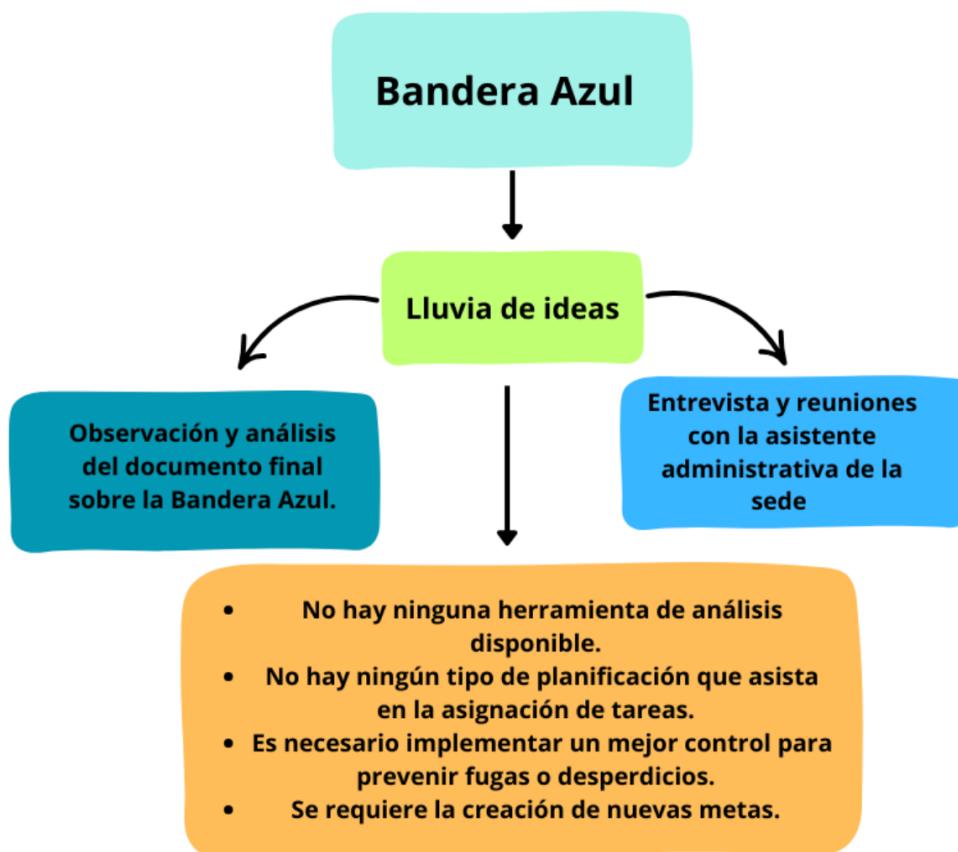 Bandera Azul
Lluvia de ideas
Observación y análisis
del documento final
sobre la Bandera Azul.
Entrevista y reuniones
con la asistente
administrativa de la
sede
• No hay ninguna herramienta de análisis
disponible.
• No hay ningún tipo de planificación que asista
en la asignación de tareas.
• Es necesario implementar un mejor control para
prevenir fugas o desperdicios.
• Se requiere la creación de nuevas metas.